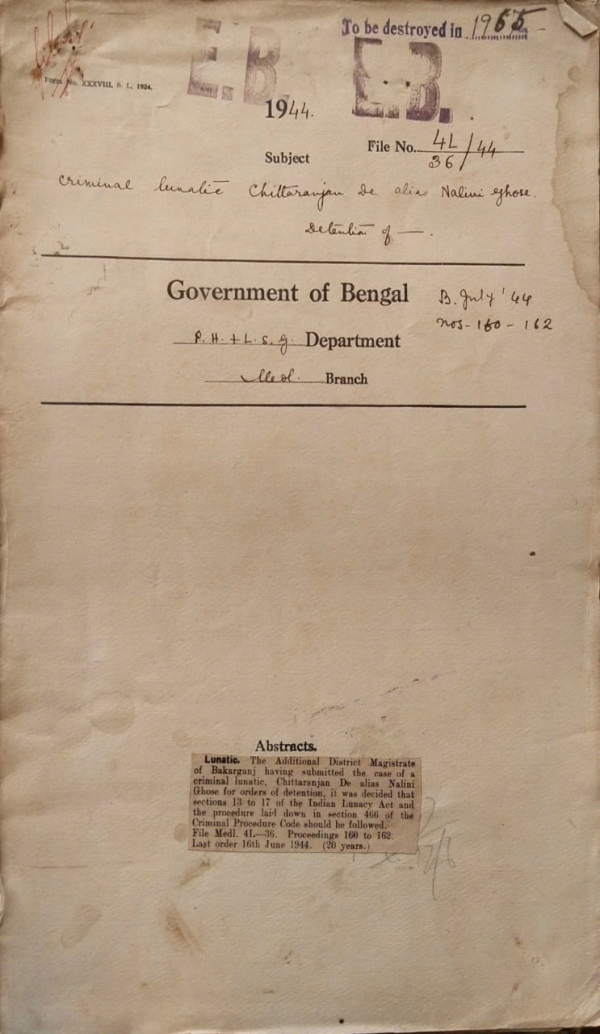 To be destroyed in 1965
E.B. E.B.
Form No. XXXVIII, S. L., 1924.
1944.
File No. 4L/36/44
Subject
Criminal lunatic Chittaranjan De alias Nalini Ghose.
Detention of —.
Government of Bengal
B. July '44
nos- 160 - 162
P. H. + L. S. G. Department
Medl. Branch
Abstracts.
Lunatic. The Additional District Magistrate
of Bakarganj having submitted the case of a
criminal lunatic, Chittaranjan De alias Nalini
Ghose for orders of detention, it was decided that
sections 13 to 17 of the Indian Lunacy Act and
the procedure laid down in section 466 of the
Criminal Procedure Code should be followed.
File Medl. 4L—36. Proceedings 160 to 162.
Last order 16th June 1944. (20 years.)